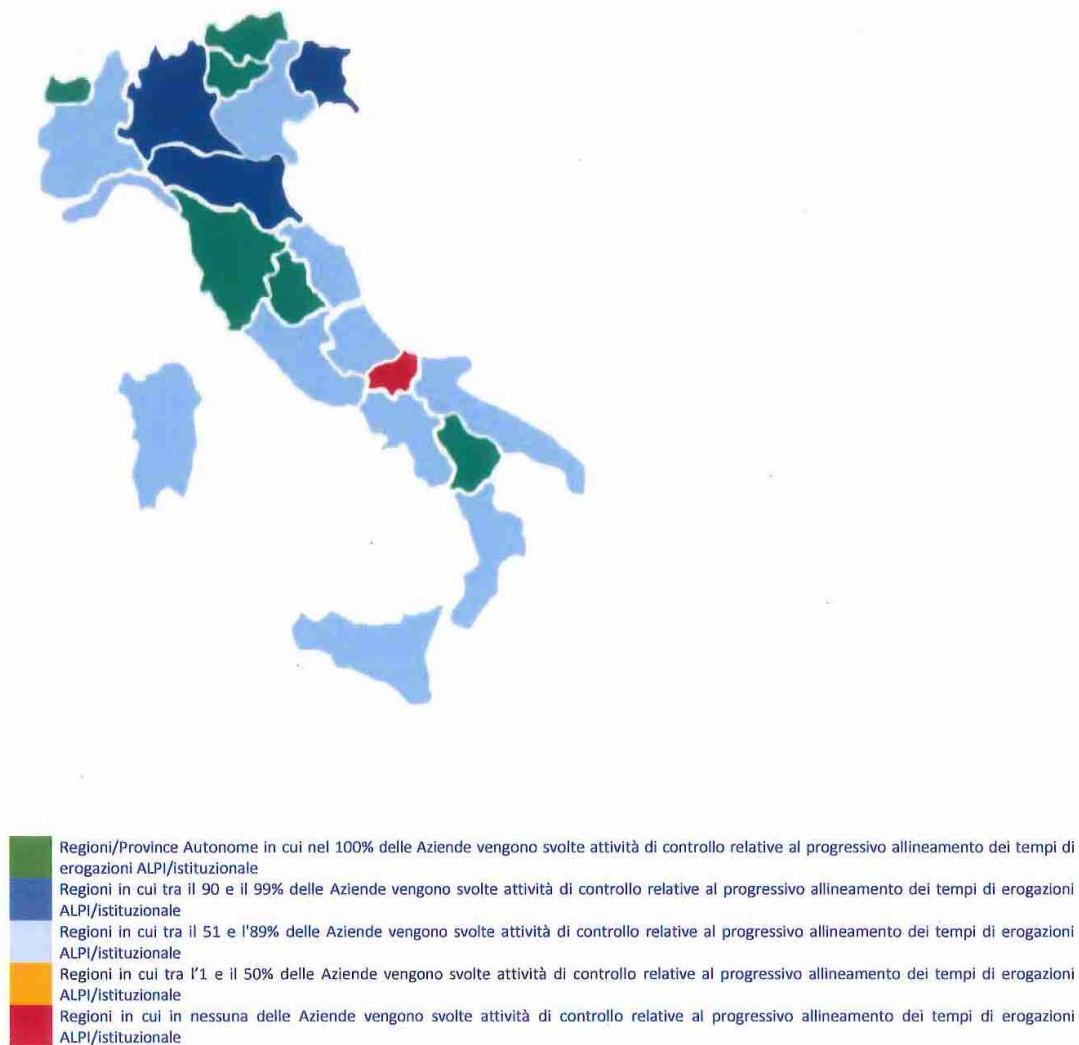 Regioni/Province Autonome in cui nel 100% delle Aziende vengono svolte attività di controllo relative al progressivo allineamento dei tempi di
erogazioni ALPI/istituzionale
Regioni in cui tra il 90 e il 99% delle Aziende vengono svolte attività di controllo relative al progressivo allineamento dei tempi di erogazioni
ALPI/istituzionale
Regioni in cui tra il 51 e l'89% delle Aziende vengono svolte attività di controllo relative al progressivo allineamento dei tempi di erogazioni
ALPI/istituzionale
Regioni in cui tra l'1 e il 50% delle Aziende vengono svolte attività di controllo relative al progressivo allineamento dei tempi di erogazioni
ALPI/istituzionale
Regioni in cui in nessuna delle Aziende vengono svolte attività di controllo relative al progressivo allineamento dei tempi di erogazioni
ALPI/istituzionale